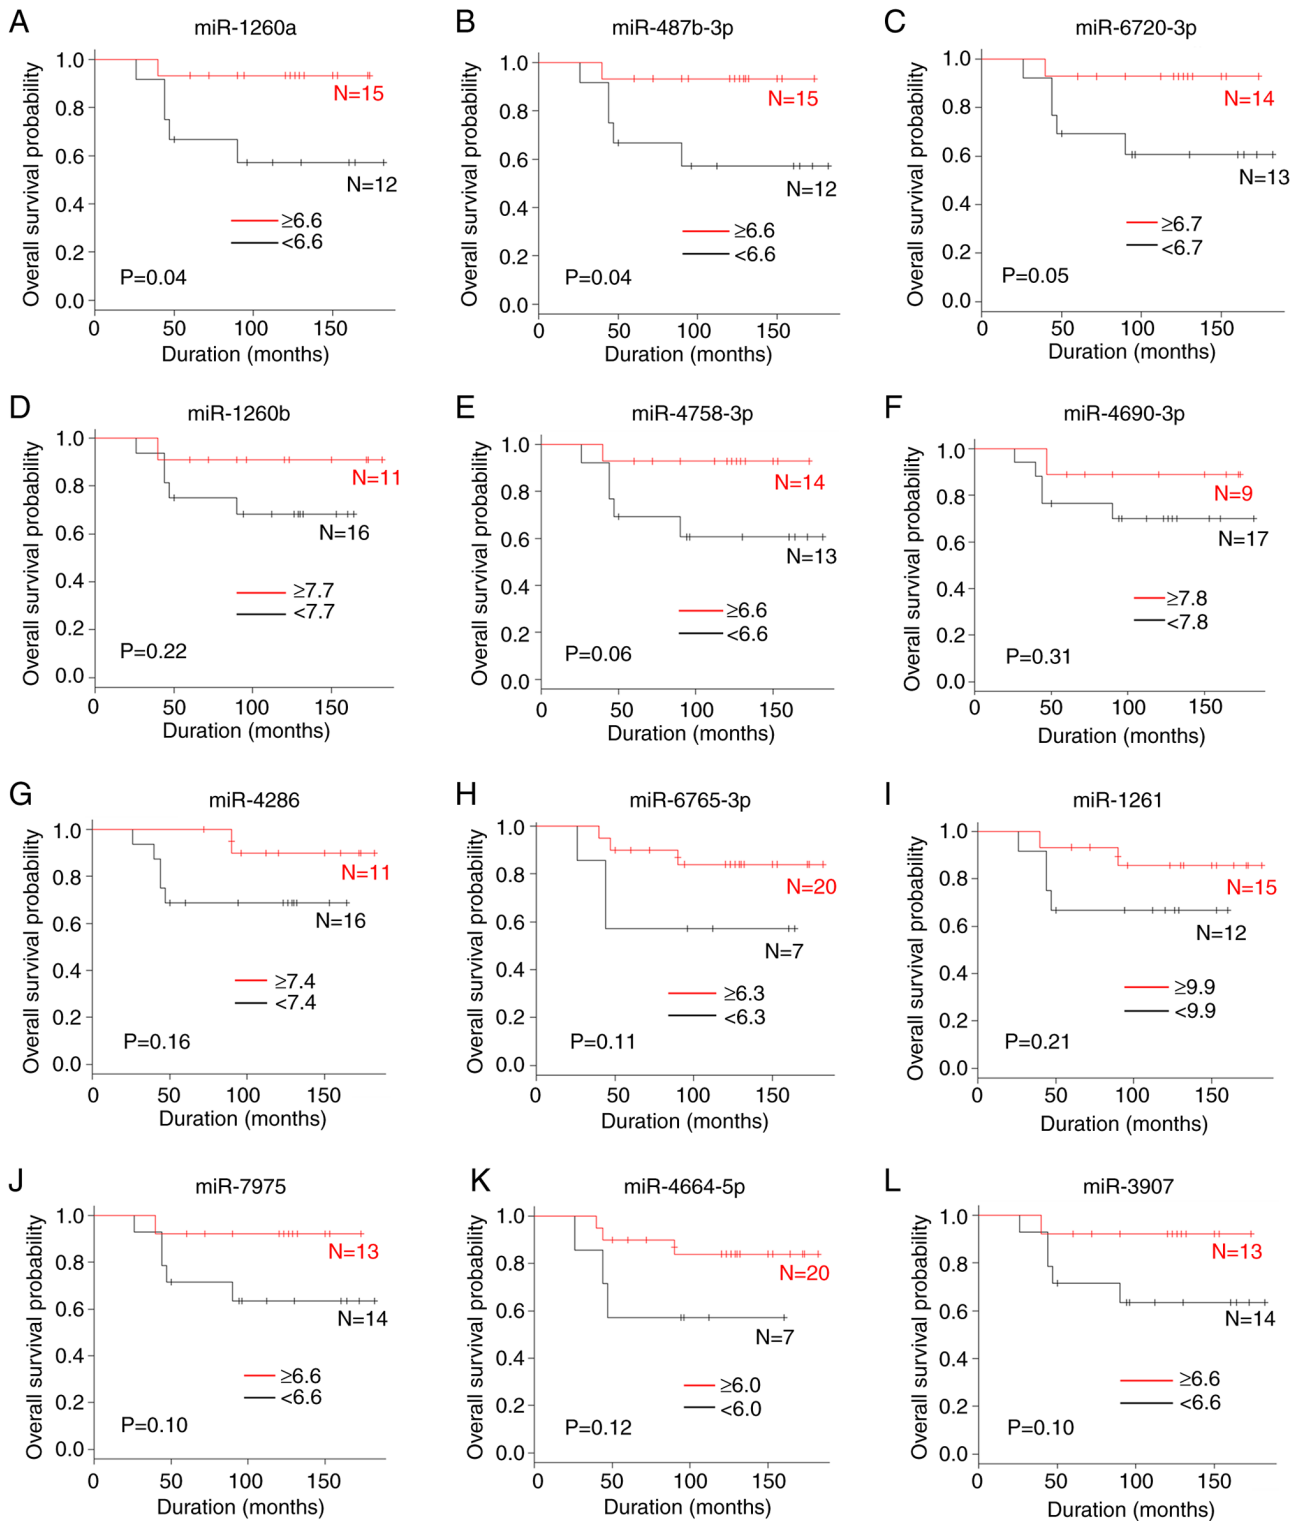 A
miR-1260a
Overall survival probability
1.0
0.8
0.6
0.4
0.2
0.0
N=15
N=12
≥6.6
<6.6
P=0.04
0 50 100 150
Duration (months)
B
miR-487b-3p
Overall survival probability
1.0
0.8
0.6
0.4
0.2
0.0
N=15
N=12
≥6.6
<6.6
P=0.04
0 50 100 150
Duration (months)
C
miR-6720-3p
Overall survival probability
1.0
0.8
0.6
0.4
0.2
0.0
N=14
N=13
≥6.7
<6.7
P=0.05
0 50 100 150
Duration (months)
D
miR-1260b
Overall survival probability
1.0
0.8
0.6
0.4
0.2
0.0
N=11
N=16
≥7.7
<7.7
P=0.22
0 50 100 150
Duration (months)
E
miR-4758-3p
Overall survival probability
1.0
0.8
0.6
0.4
0.2
0.0
N=14
N=13
≥6.6
<6.6
P=0.06
0 50 100 150
Duration (months)
F
miR-4690-3p
Overall survival probability
1.0
0.8
0.6
0.4
0.2
0.0
N=9
N=17
≥7.8
<7.8
P=0.31
0 50 100 150
Duration (months)
G
miR-4286
Overall survival probability
1.0
0.8
0.6
0.4
0.2
0.0
N=11
N=16
≥7.4
<7.4
P=0.16
0 50 100 150
Duration (months)
H
miR-6765-3p
Overall survival probability
1.0
0.8
0.6
0.4
0.2
0.0
N=20
N=7
≥6.3
<6.3
P=0.11
0 50 100 150
Duration (months)
I
miR-1261
Overall survival probability
1.0
0.8
0.6
0.4
0.2
0.0
N=15
N=12
≥9.9
<9.9
P=0.21
0 50 100 150
Duration (months)
J
miR-7975
Overall survival probability
1.0
0.8
0.6
0.4
0.2
0.0
N=13
N=14
≥6.6
<6.6
P=0.10
0 50 100 150
Duration (months)
K
miR-4664-5p
Overall survival probability
1.0
0.8
0.6
0.4
0.2
0.0
N=20
N=7
≥6.0
<6.0
P=0.12
0 50 100 150
Duration (months)
L
miR-3907
Overall survival probability
1.0
0.8
0.6
0.4
0.2
0.0
N=13
N=14
≥6.6
<6.6
P=0.10
0 50 100 150
Duration (months)